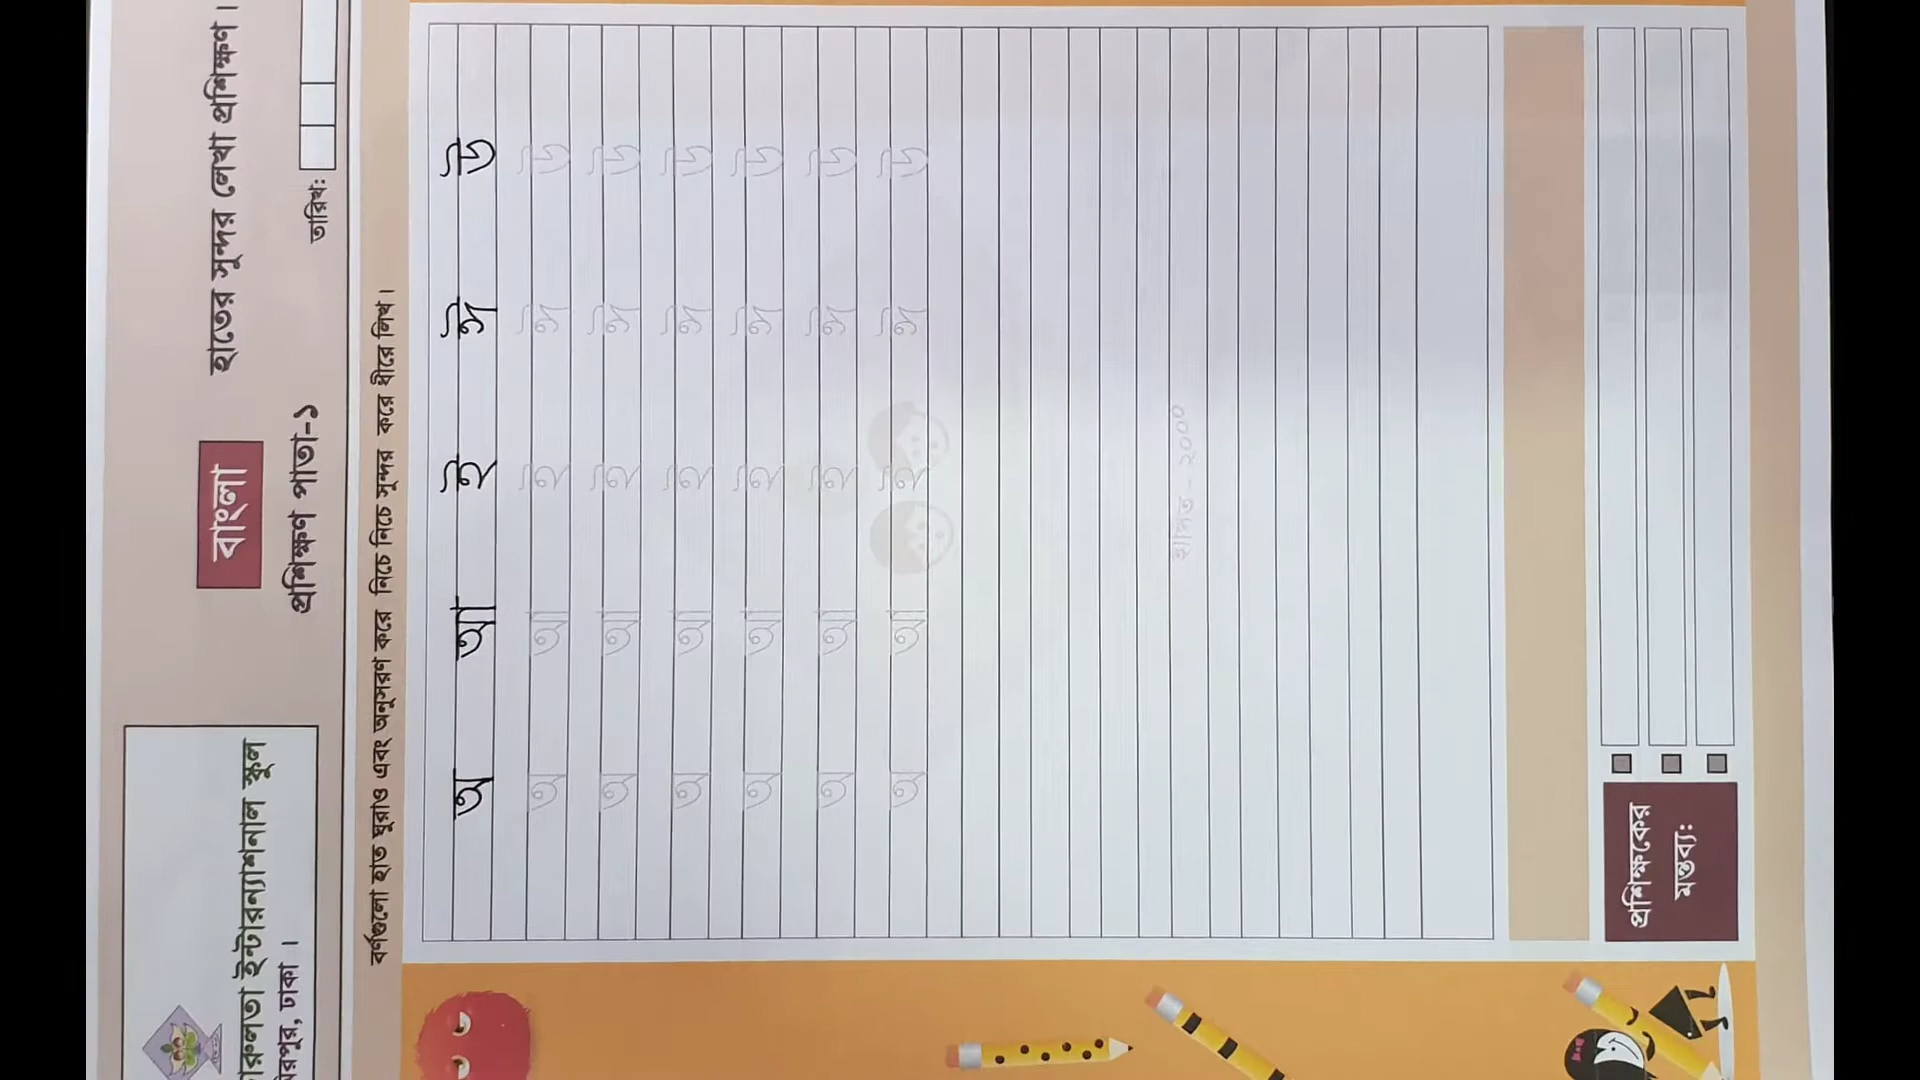 ইন্টারন্যাশনাল স্কুল
ঢাকা ।
বাংলা
হাতের সুন্দর লেখা প্রশিক্ষণ ।
প্রশিক্ষণ পাতা-১
তারিখ:
বর্ণগুলো হাত ঘুরাও এবং অনুসরণ করে নিচে নিচে সুন্দর করে ধীরে লিখ ।
অ আ ই ঈ উ
অ আ ই ঈ উ
অ আ ই ঈ উ
অ আ ই ঈ উ
অ আ ই ঈ উ
অ আ ই ঈ উ
অ আ ই ঈ উ
২০০০
প্রশিক্ষকের
মন্তব্য: